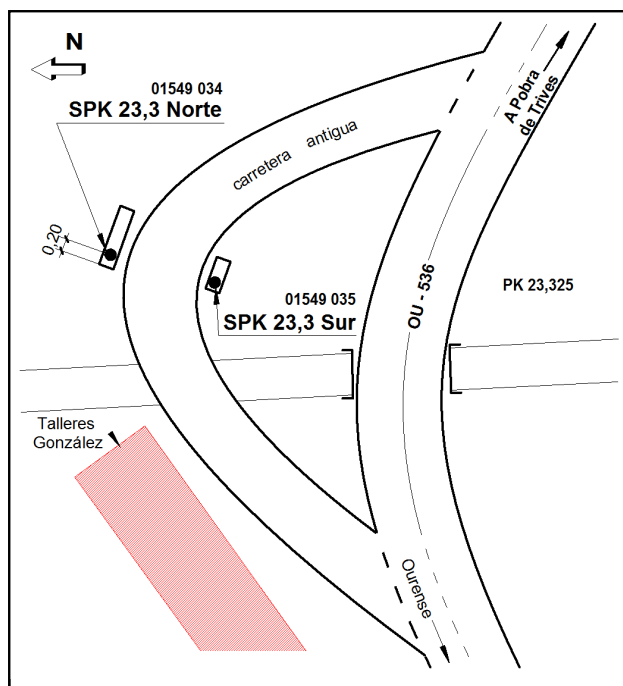 N
01549 034
SPK 23,3 Norte
A Pobra
de Trives
carretera antigua
0,20
01549 035
SPK 23,3 Sur
OU - 536
PK 23,325
Talleres
González
Ourense